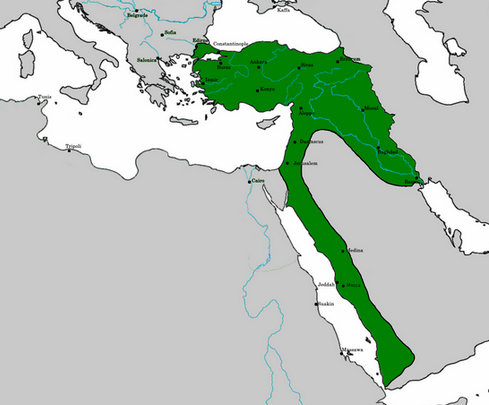 Kaffa
Belgrade
Sofia
Edirne
Constantinople
Salonica
Bursa
Ankara
Sivas
Erzurum
Izmir
Konya
Tunis
Aleppo
Mosul
Tripoli
Damascus
Baghdad
Jerusalem
Cairo
Medina
Jeddah
Mecca
Suakin
Massawa